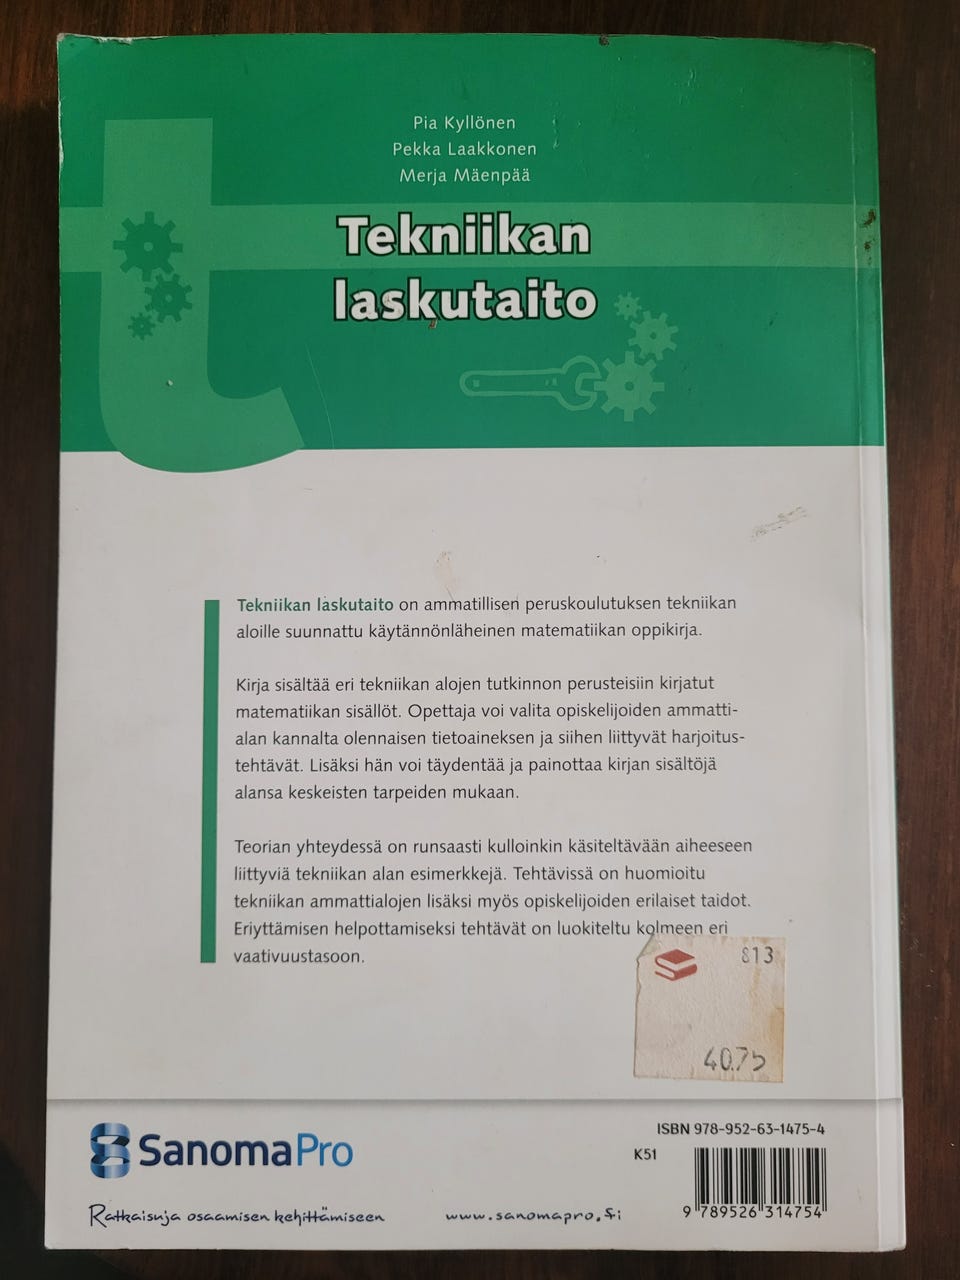 Pia Kyllönen
Pekka Laakkonen
Merja Mäenpää
Tekniikan
laskutaito
Tekniikan laskutaito on ammatillisen peruskoulutuksen tekniikan
aloille suunnattu käytännönläheinen matematiikan oppikirja.
Kirja sisältää eri tekniikan alojen tutkinnon perusteisiin kirjatut
matematiikan sisällöt. Opettaja voi valita opiskelijoiden ammatti-
alan kannalta olennaisen tietoaineksen ja siihen liittyvät harjoitus-
tehtävät. Lisäksi hän voi täydentää ja painottaa kirjan sisältöjä
alansa keskeisten tarpeiden mukaan.
Teorian yhteydessä on runsaasti kulloinkin käsiteltävään aiheeseen
liittyviä tekniikan alan esimerkkejä. Tehtävissä on huomioitu
tekniikan ammattialojen lisäksi myös opiskelijoiden erilaiset taidot.
Eriyttämisen helpottamiseksi tehtävät on luokiteltu kolmeen eri
vaativuustasoon.
813
40.75
SanomaPro
Ratkaisuja osaamisen kehittämiseen
www.sanomapro.fi
ISBN 978-952-63-1475-4
K51
9 789526 314754